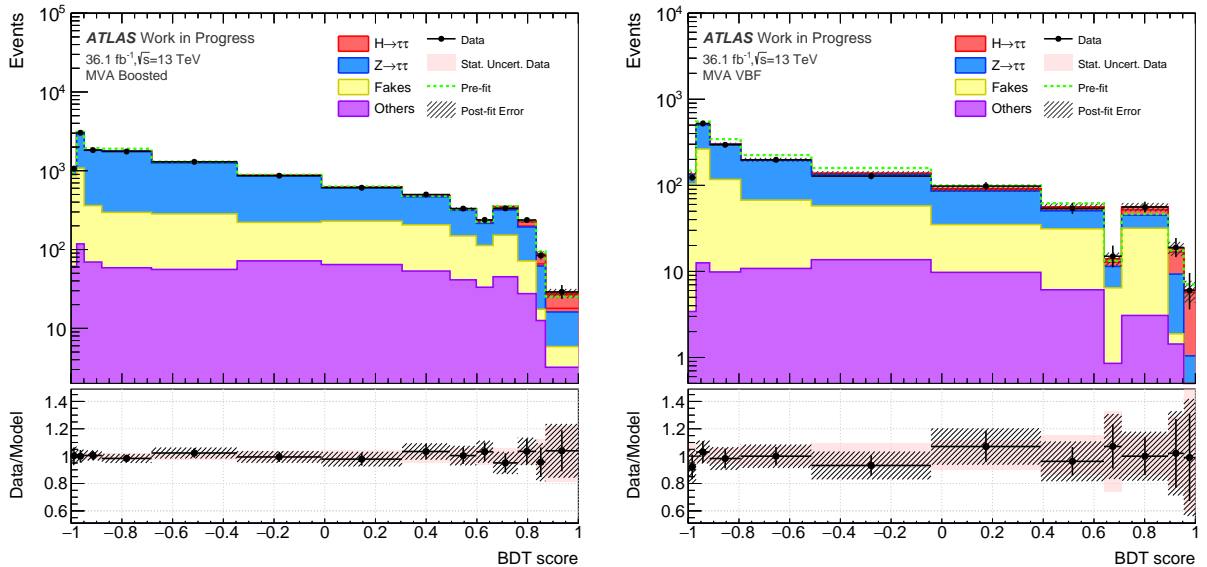 Events
10⁵
10⁴
10³
10²
10
ATLAS Work in Progress
36.1 fb⁻¹,√s=13 TeV
MVA Boosted
H→ττ
Z→ττ
Fakes
Others
Data
Stat. Uncert. Data
Pre-fit
Post-fit Error
Data/Model
1.4
1.2
1
0.8
0.6
−1 −0.8 −0.6 −0.4 −0.2 0 0.2 0.4 0.6 0.8 1
BDT score
Events
10⁴
10³
10²
10
1
ATLAS Work in Progress
36.1 fb⁻¹,√s=13 TeV
MVA VBF
H→ττ
Z→ττ
Fakes
Others
Data
Stat. Uncert. Data
Pre-fit
Post-fit Error
Data/Model
1.4
1.2
1
0.8
0.6
−1 −0.8 −0.6 −0.4 −0.2 0 0.2 0.4 0.6 0.8 1
BDT score